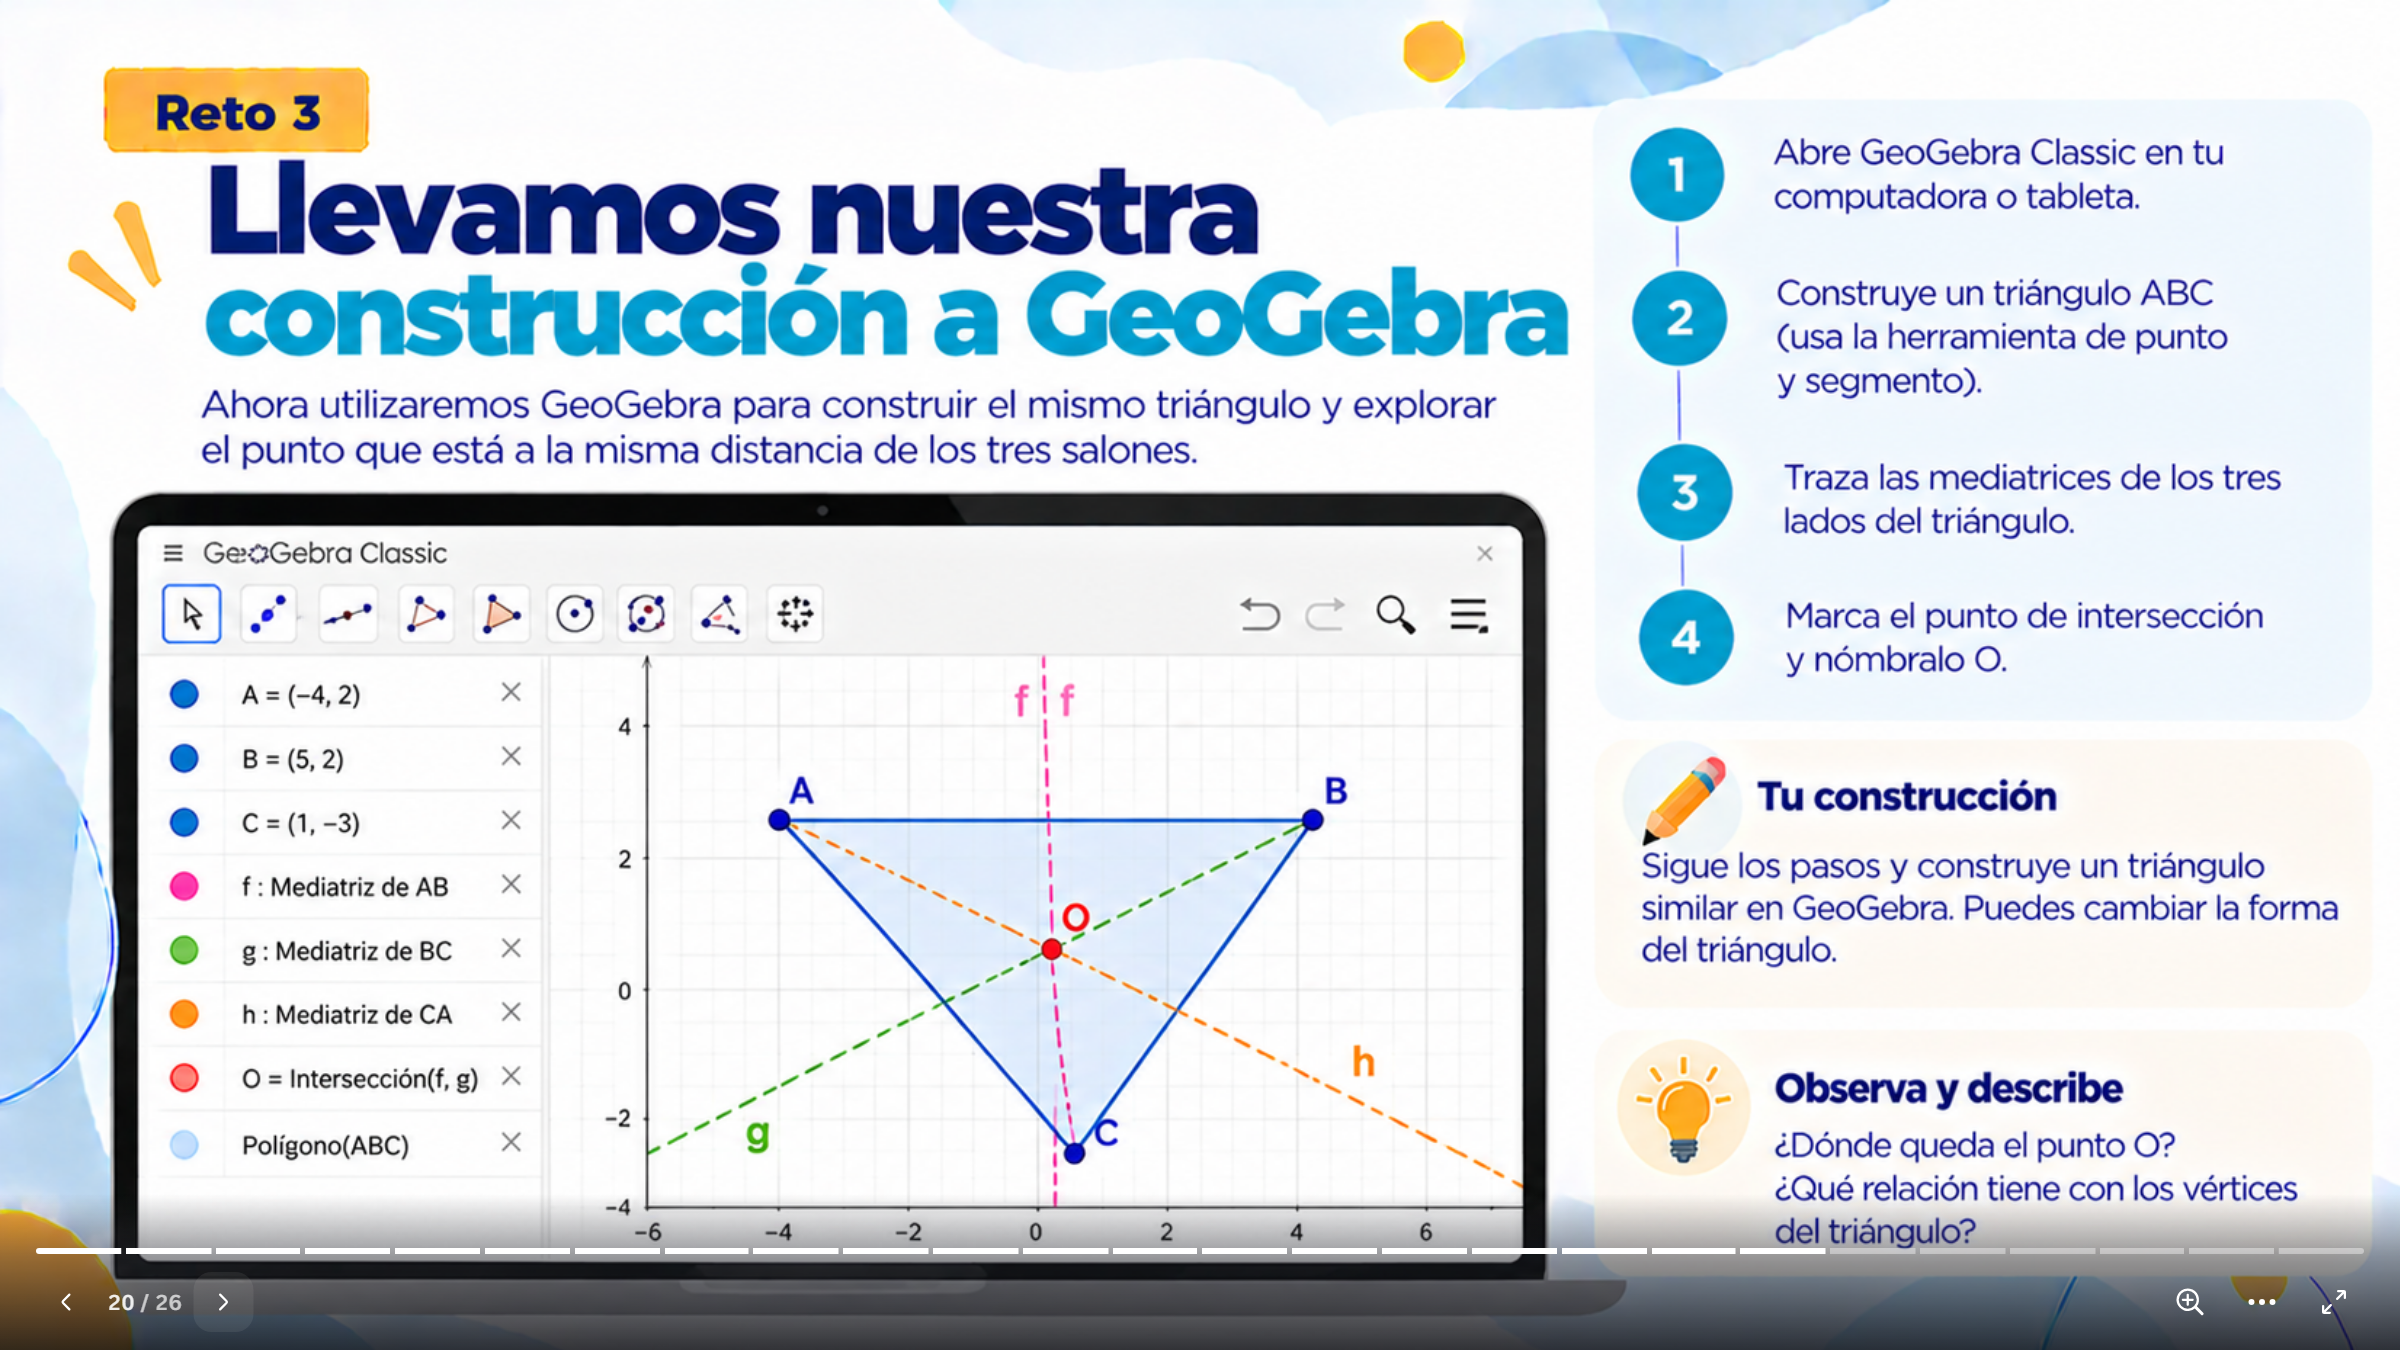 Reto 3
Llevamos nuestra
construcción a GeoGebra
Ahora utilizaremos GeoGebra para construir el mismo triángulo y explorar
el punto que está a la misma distancia de los tres salones.
GeoGebra Classic
A = (−4, 2)
B = (5, 2)
C = (1, −3)
f : Mediatriz de AB
g : Mediatriz de BC
h : Mediatriz de CA
O = Intersección(f, g)
Polígono(ABC)
f f
A
B
O
C
g
h
4
2
0
−2
−4
−6 −4 −2 0 2 4 6
1
Abre GeoGebra Classic en tu
computadora o tableta.
2
Construye un triángulo ABC
(usa la herramienta de punto
y segmento).
3
Traza las mediatrices de los tres
lados del triángulo.
4
Marca el punto de intersección
y nómbralo O.
Tu construcción
Sigue los pasos y construye un triángulo
similar en GeoGebra. Puedes cambiar la forma
del triángulo.
Observa y describe
¿Dónde queda el punto O?
¿Qué relación tiene con los vértices
del triángulo?
20 / 26